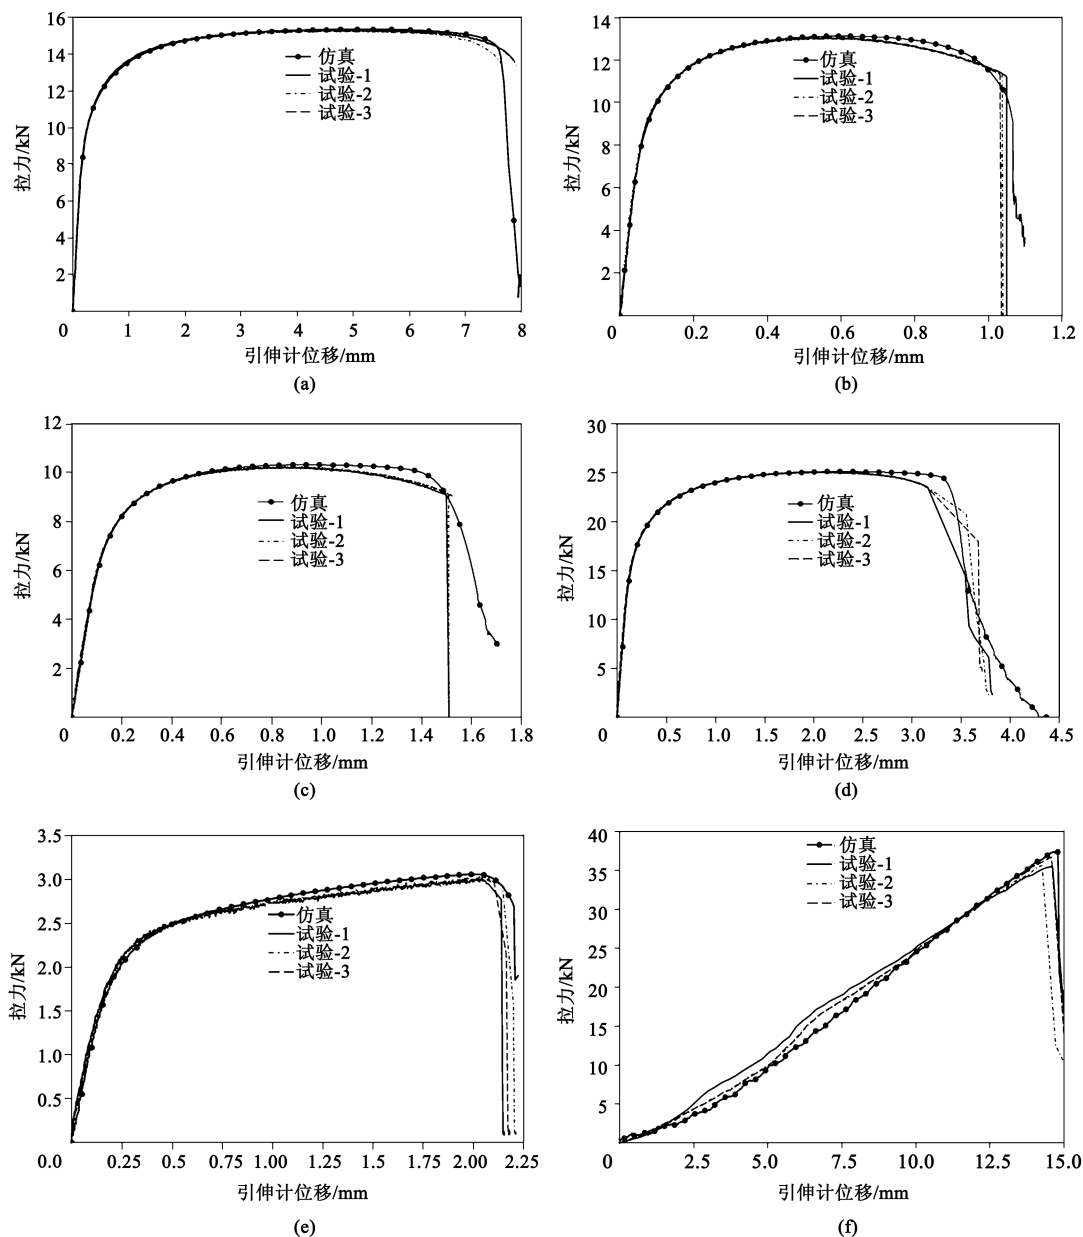 16
14
12
10
8
6
4
2
0
1
2
3
4
5
6
7
8
拉力/kN
引伸计位移/mm
仿真
试验-1
试验-2
试验-3
(a)
14
12
10
8
6
4
2
0
0.2
0.4
0.6
0.8
1.0
1.2
拉力/kN
引伸计位移/mm
仿真
试验-1
试验-2
试验-3
(b)
12
10
8
6
4
2
0
0.2
0.4
0.6
0.8
1.0
1.2
1.4
1.6
1.8
拉力/kN
引伸计位移/mm
仿真
试验-1
试验-2
试验-3
(c)
30
25
20
15
10
5
0
0.5
1.0
1.5
2.0
2.5
3.0
3.5
4.0
4.5
拉力/kN
引伸计位移/mm
仿真
试验-1
试验-2
试验-3
(d)
3.5
3.0
2.5
2.0
1.5
1.0
0.5
0.0
0.25
0.5
0.75
1.00
1.25
1.50
1.75
2.00
2.25
拉力/kN
引伸计位移/mm
仿真
试验-1
试验-2
试验-3
(e)
40
35
30
25
20
15
10
5
0
2.5
5.0
7.5
10.0
12.5
15.0
拉力/kN
引伸计位移/mm
仿真
试验-1
试验-2
试验-3
(f)